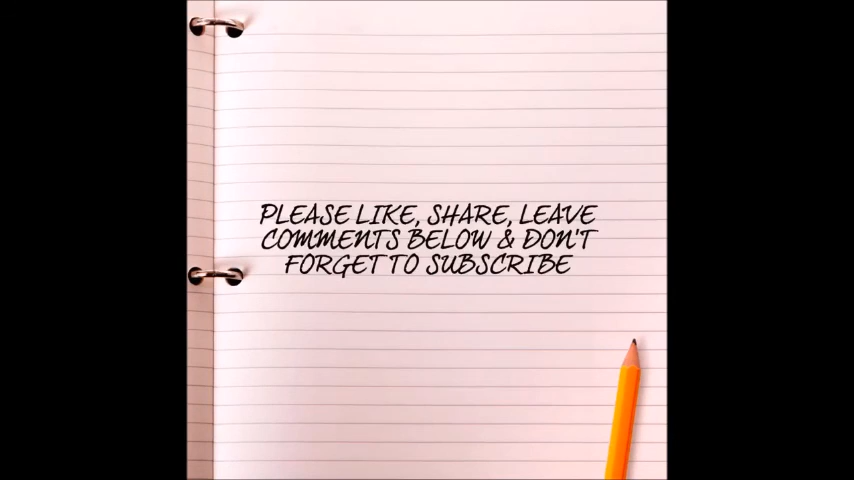 PLEASE LIKE, SHARE, LEAVE
COMMENTS BELOW & DON'T
FORGET TO SUBSCRIBE